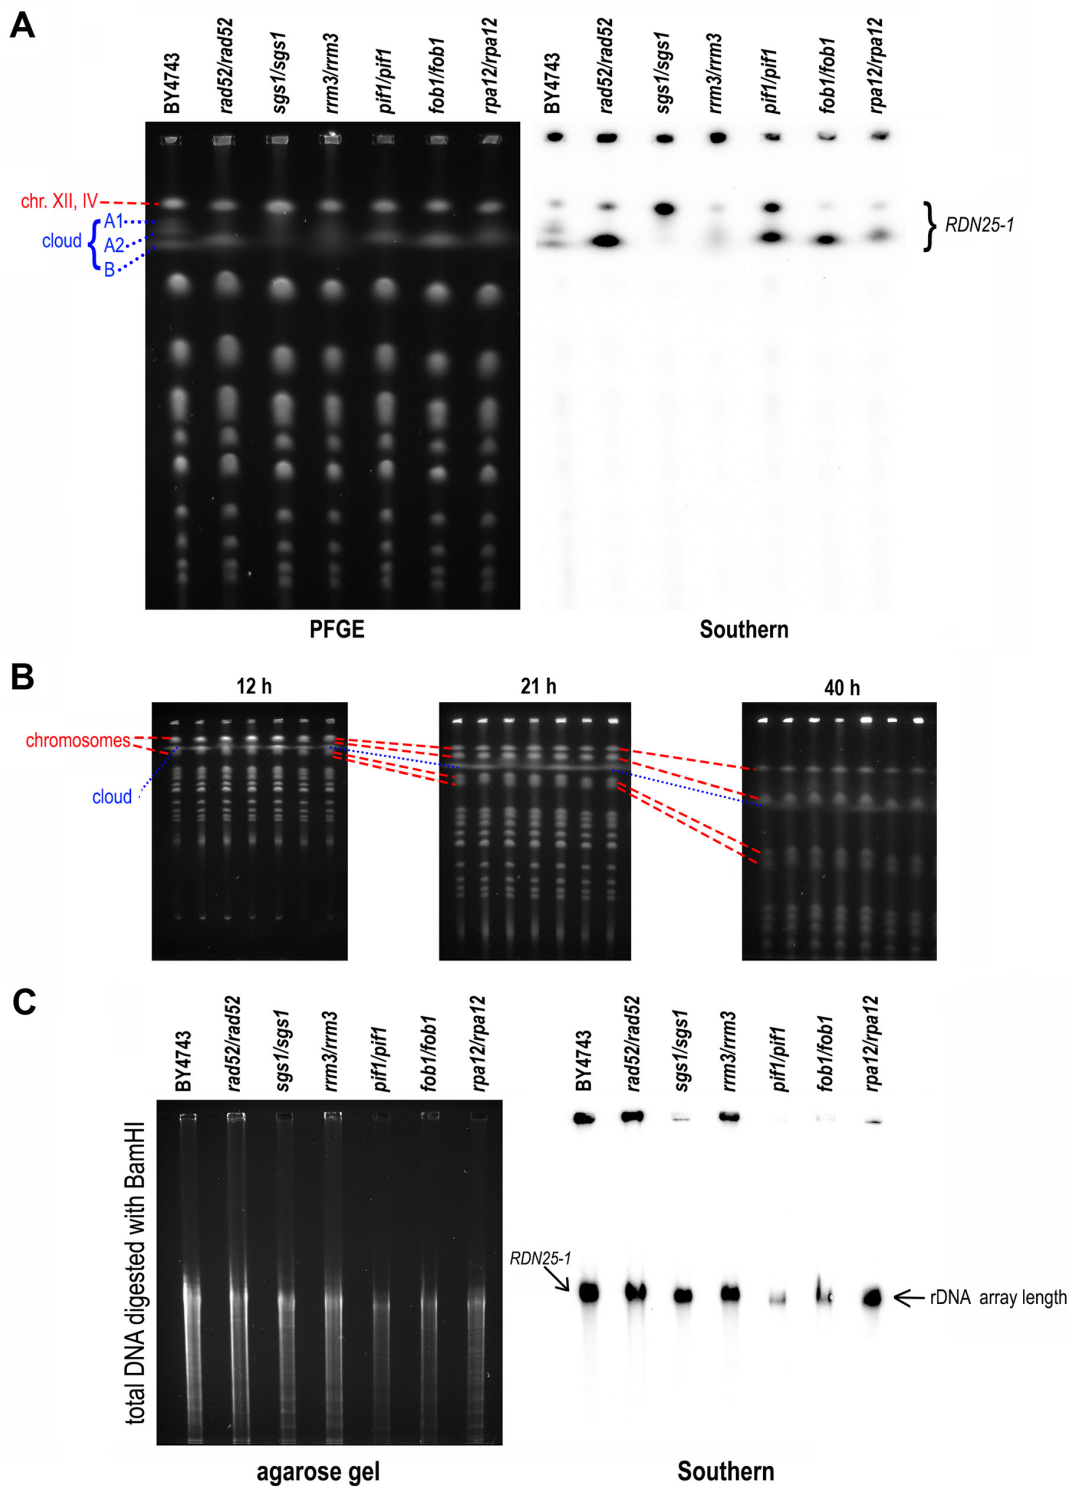 A
BY4743
rad52/rad52
sgs1/sgs1
rrm3/rrm3
pif1/pif1
fob1/fob1
rpa12/rpa12
BY4743
rad52/rad52
sgs1/sgs1
rrm3/rrm3
pif1/pif1
fob1/fob1
rpa12/rpa12
chr. XII, IV
cloud
A1
A2
B
RDN25-1
PFGE
Southern
B
12 h
21 h
40 h
chromosomes
cloud
C
BY4743
rad52/rad52
sgs1/sgs1
rrm3/rrm3
pif1/pif1
fob1/fob1
rpa12/rpa12
BY4743
rad52/rad52
sgs1/sgs1
rrm3/rrm3
pif1/pif1
fob1/fob1
rpa12/rpa12
total DNA digested with BamHI
RDN25-1
rDNA array length
agarose gel
Southern